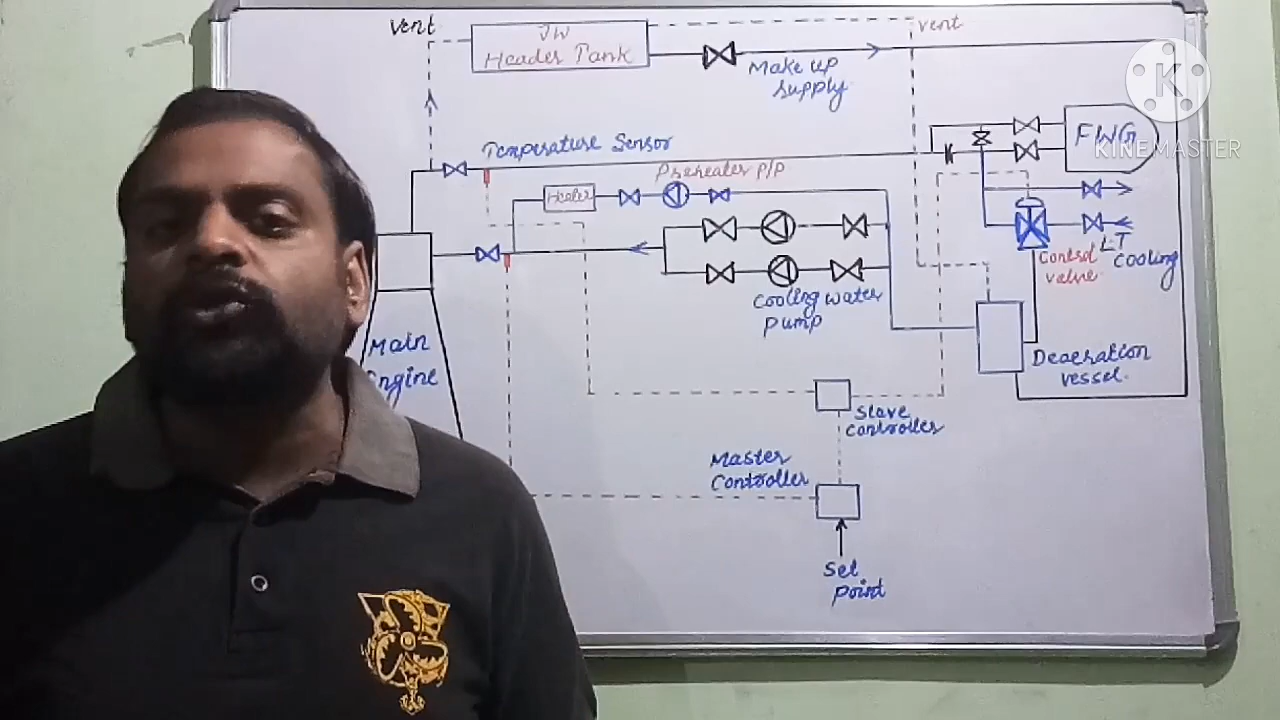 Vent
JW
Header Tank
vent
Make up
supply
K
KINEMASTER
FWG
Temperature Sensor
Preheater P/P
Heater
LT
Cooling
Control
valve
Cooling water
pump
Main
Engine
Deaeration
vessel
Slave
Controller
Master
Controller
Set
point